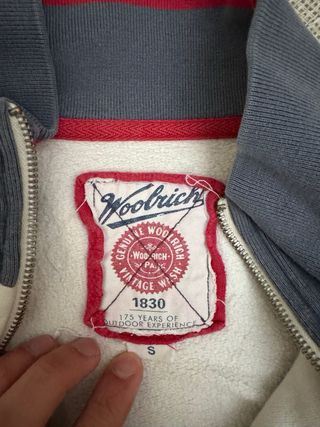 Woolrich
GENUINE WOOLRICH
WOOLRICH
PA.
VINTAGE WASH
1830
175 YEARS OF
OUTDOOR EXPERIENCE
S